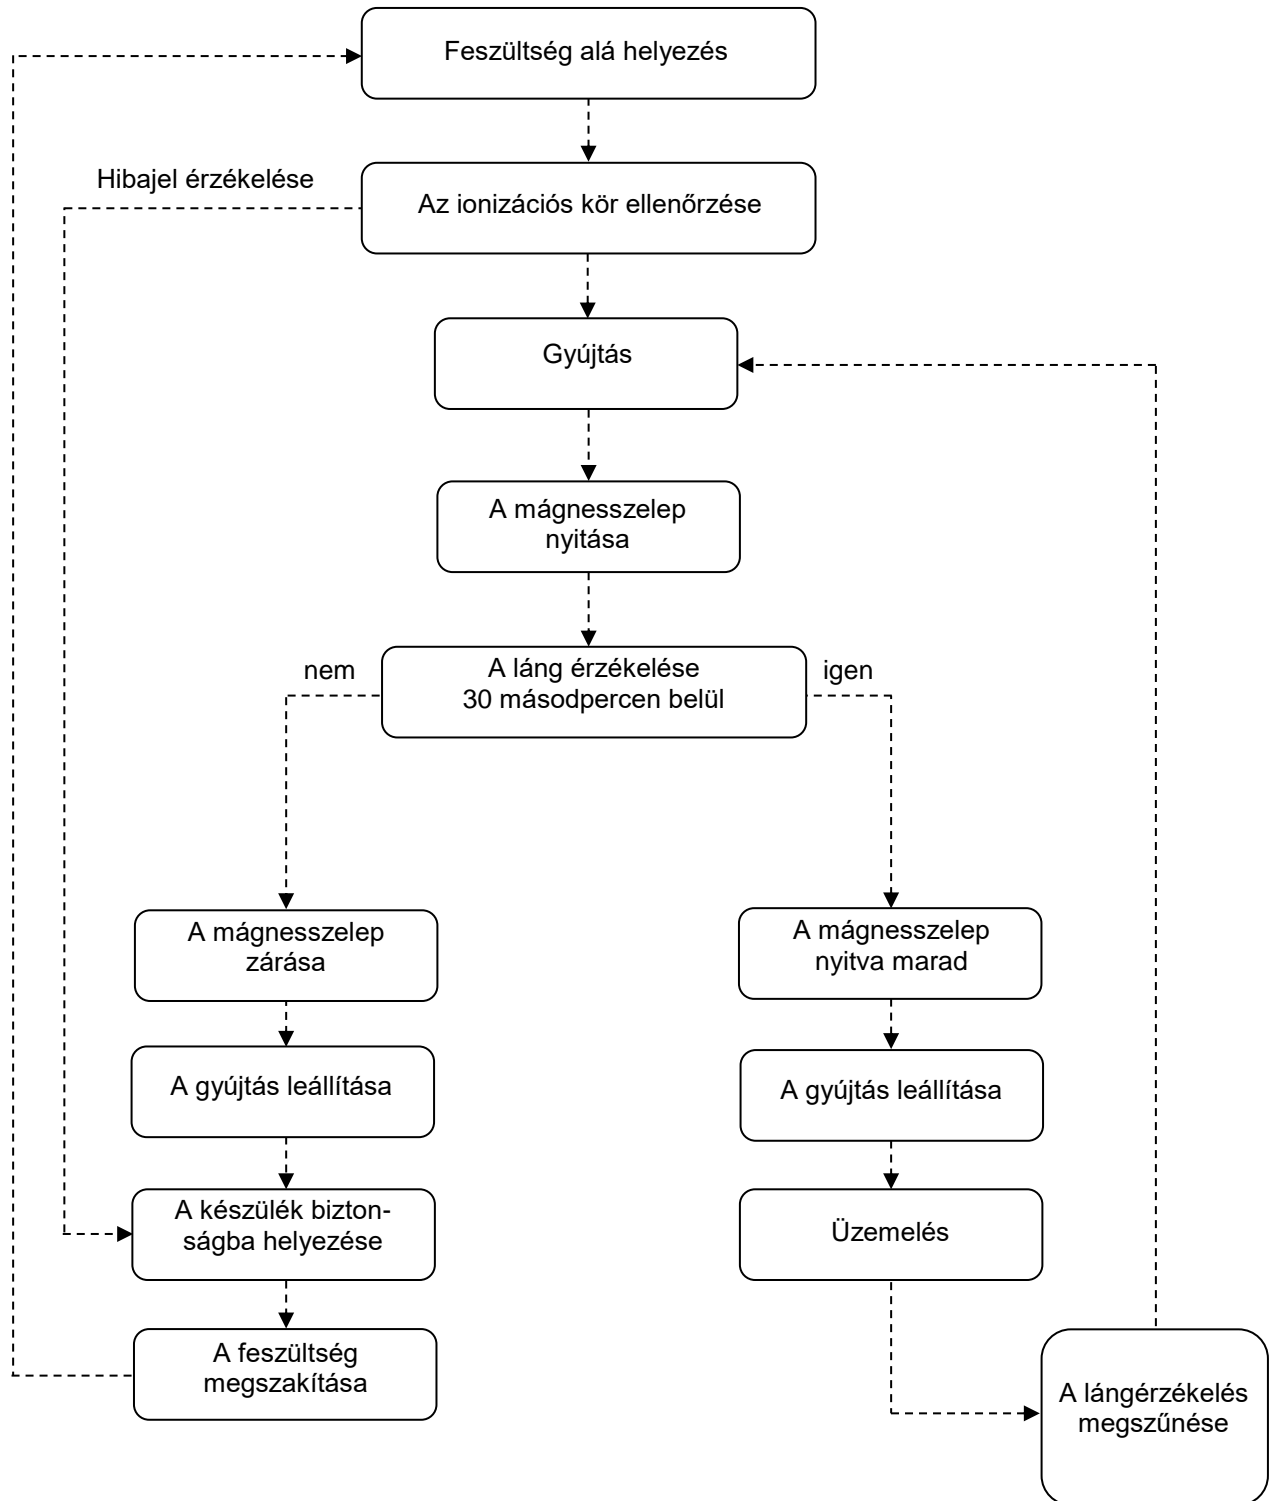 Feszültség alá helyezés
Hibajel érzékelése
Az ionizációs kör ellenőrzése
Gyújtás
A mágnesszelep
nyitása
nem
A láng érzékelése
30 másodpercen belül
igen
A mágnesszelep
zárása
A mágnesszelep
nyitva marad
A gyújtás leállítása
A gyújtás leállítása
A készülék bizton-
ságba helyezése
Üzemelés
A feszültség
megszakítása
A lángérzékelés
megszűnése